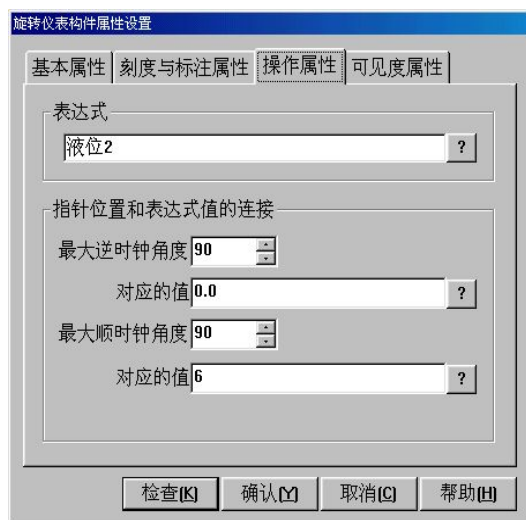 旋转仪表构件属性设置
基本属性 刻度与标注属性 操作属性 可见度属性
表达式
液位2 ?
指针位置和表达式值的连接
最大逆时钟角度 90
对应的值 0.0 ?
最大顺时钟角度 90
对应的值 6 ?
检查(K) 确认(Y) 取消(C) 帮助(H)